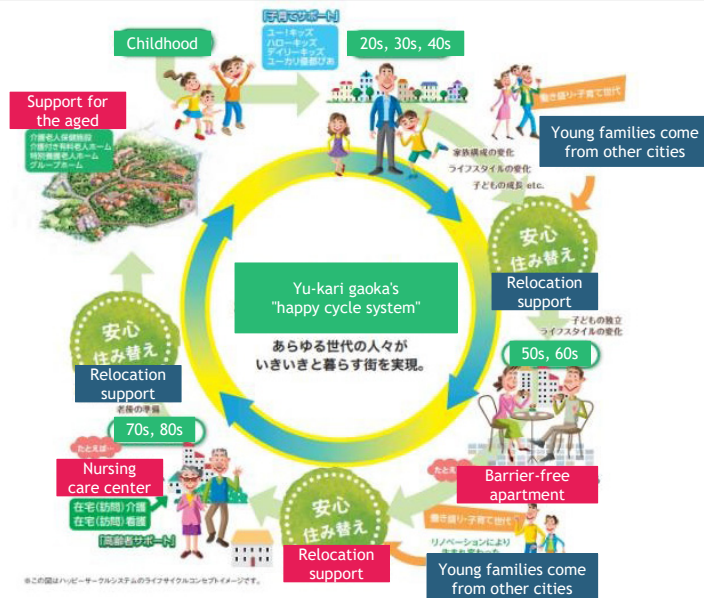 Childhood
「子育てサポート」
ユー!キッズ
ハローキッズ
デイリーキッズ
ユーカリ優都ぴあ
20s, 30s, 40s
働き盛り・子育て世代
Young families come
from other cities
Support for
the aged
介護老人保健施設
介護付き有料老人ホーム
特別養護老人ホーム
グループホーム
家族構成の変化
ライフスタイルの変化
子どもの成長 etc.
安心
住み替え
Relocation
support
Yu-kari gaoka's
"happy cycle system"
あらゆる世代の人々が
いきいきと暮らす街を実現。
子どもの独立
ライフスタイルの変化
50s, 60s
安心
住み替え
Relocation
support
老後の準備
70s, 80s
たとえば…
Nursing
care center
在宅(訪問)介護
在宅(訪問)看護
「高齢者サポート」
たとえ
Barrier-free
apartment
安心
住み替え
Relocation
support
働き盛り・子育て世代
リノベーションにより
Young families come
from other cities
※この図はハッピーサークルシステムのライフサイクルコンセプトイメージです。